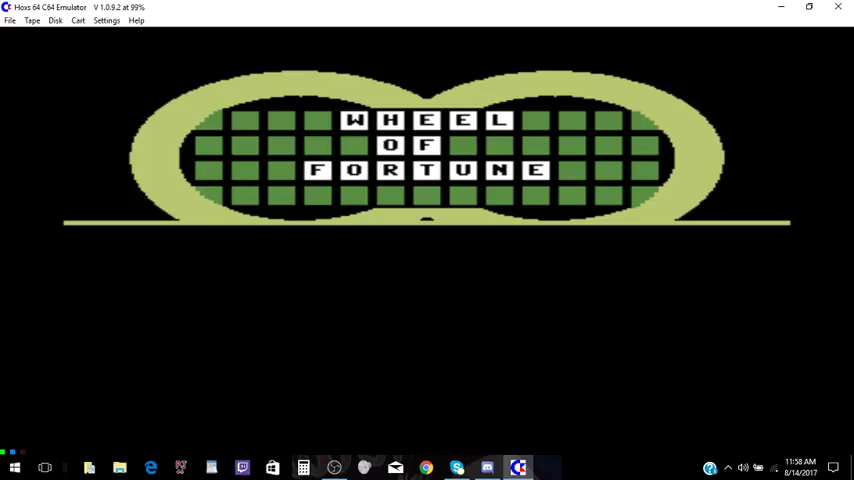 Hoxs 64 C64 Emulator V 1.0.9.2 at 99%
File Tape Disk Cart Settings Help
WHEEL
OF
FORTUNE
11:58 AM
8/14/2017